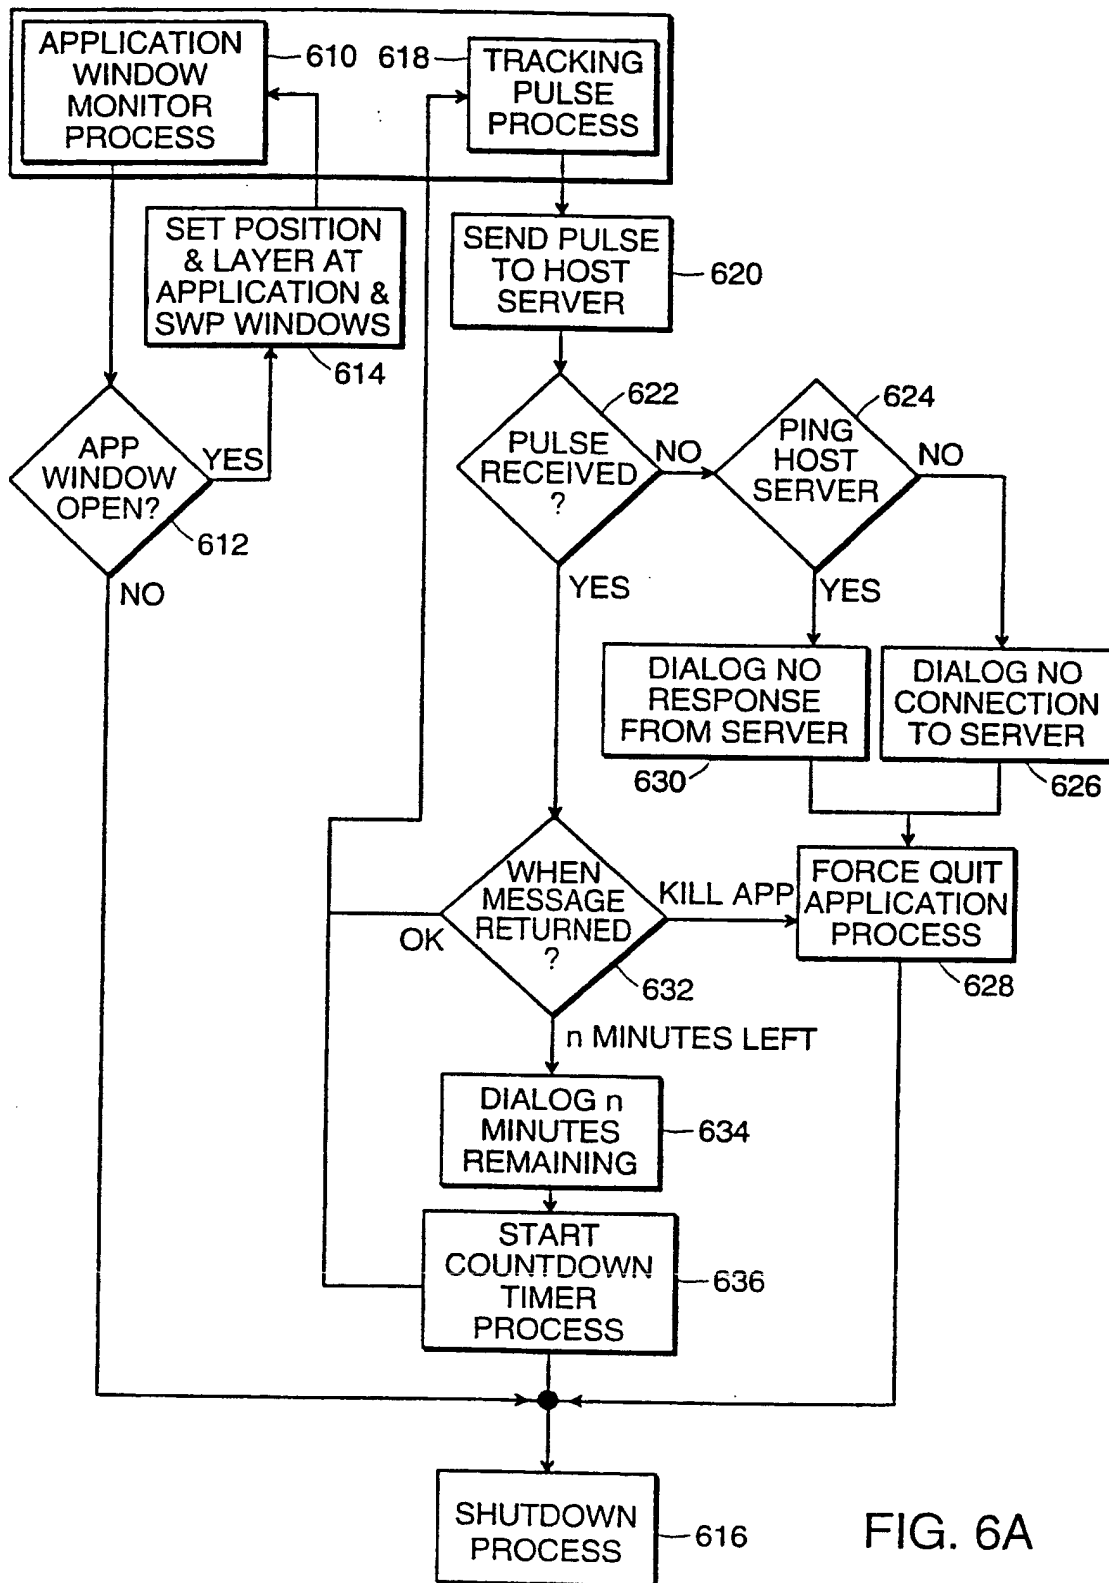 APPLICATION
WINDOW
MONITOR
PROCESS
610
618
TRACKING
PULSE
PROCESS
SET POSITION
& LAYER AT
APPLICATION &
SWP WINDOWS
614
SEND PULSE
TO HOST
SERVER
620
APP
WINDOW
OPEN?
YES
612
NO
PULSE
RECEIVED
?
622
NO
YES
PING
HOST
SERVER
624
NO
YES
DIALOG NO
RESPONSE
FROM SERVER
630
DIALOG NO
CONNECTION
TO SERVER
626
WHEN
MESSAGE
RETURNED
?
OK
KILL APP
632
n MINUTES LEFT
FORCE QUIT
APPLICATION
PROCESS
628
DIALOG n
MINUTES
REMAINING
634
START
COUNTDOWN
TIMER
PROCESS
636
SHUTDOWN
PROCESS
616
FIG. 6A